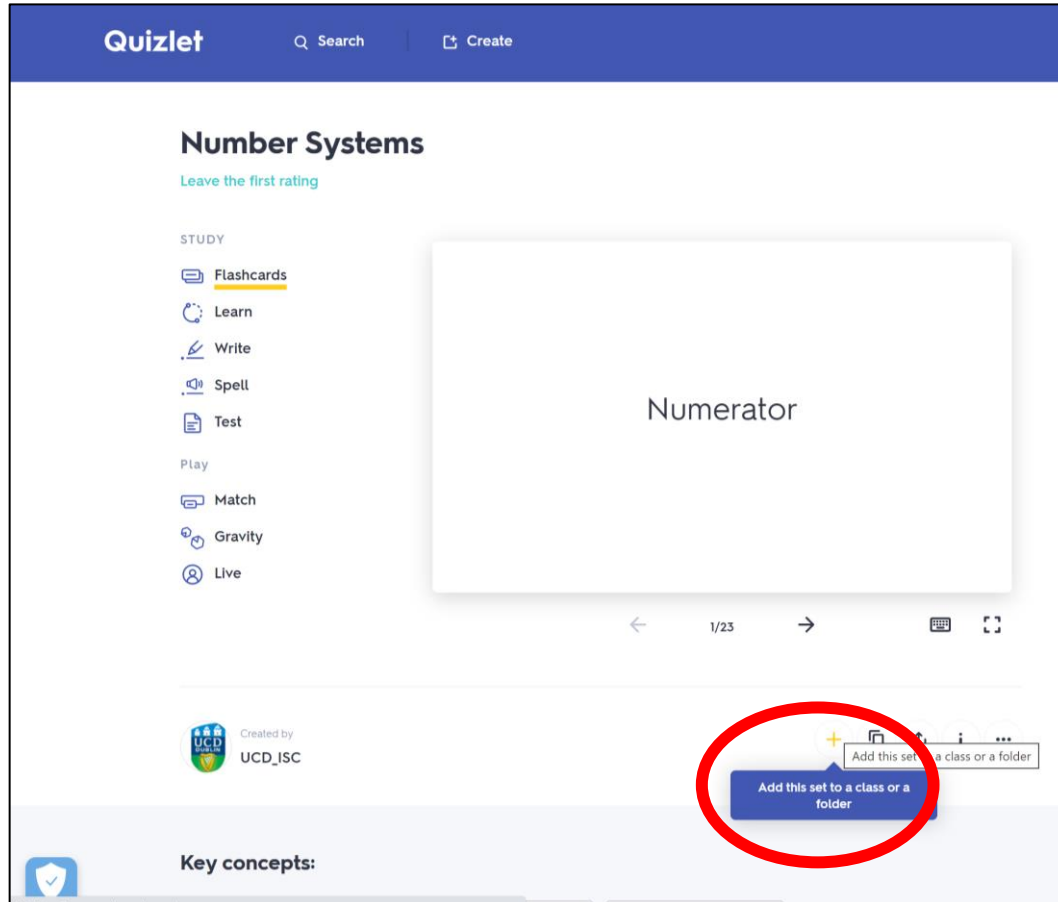 Quizlet
Search
Create
Number Systems
Leave the first rating
STUDY
Flashcards
Learn
Write
Spell
Test
Play
Match
Gravity
Live
Numerator
1/23
UCD
DUBLIN
Created by
UCD_ISC
Add this set to a class or a folder
Add this set to a class or a
folder
Key concepts: